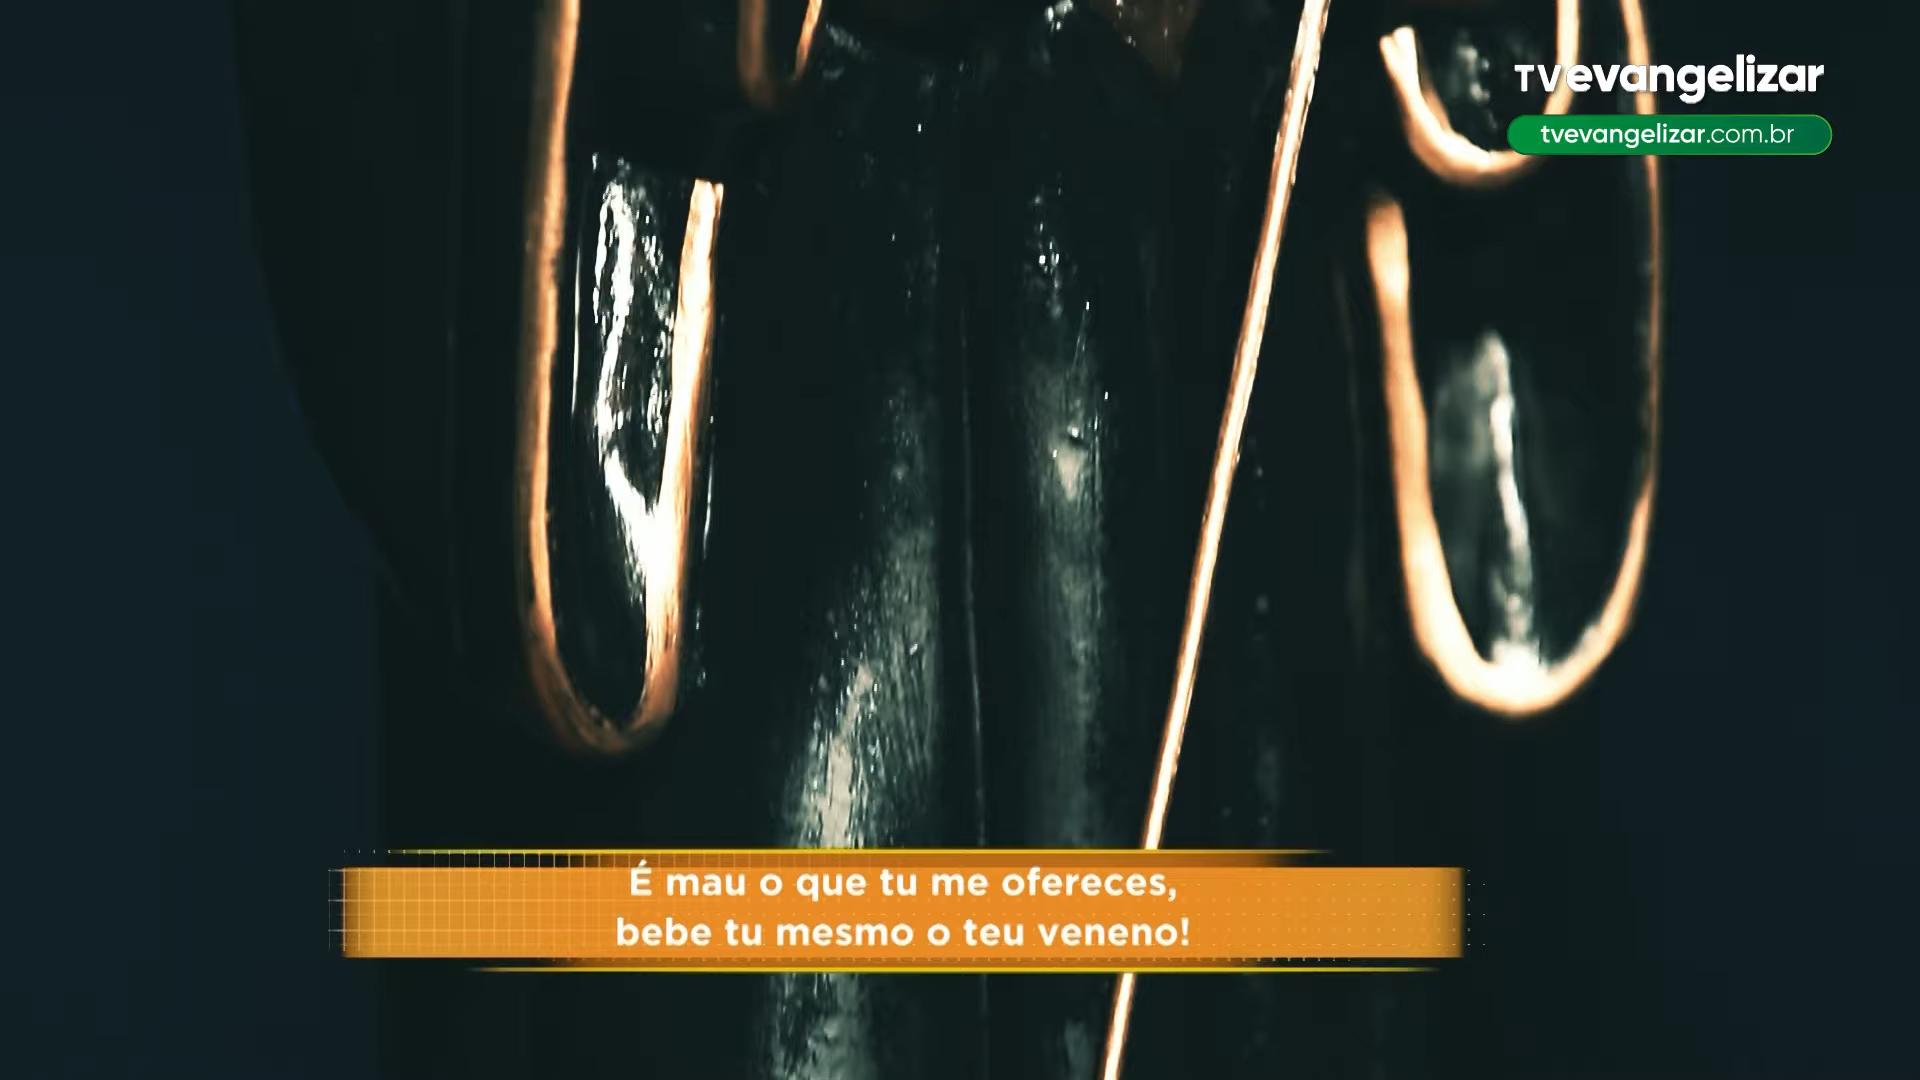 TVevangelizar
tvevangelizar.com.br
É mau o que tu me ofereces,
bebe tu mesmo o teu veneno!